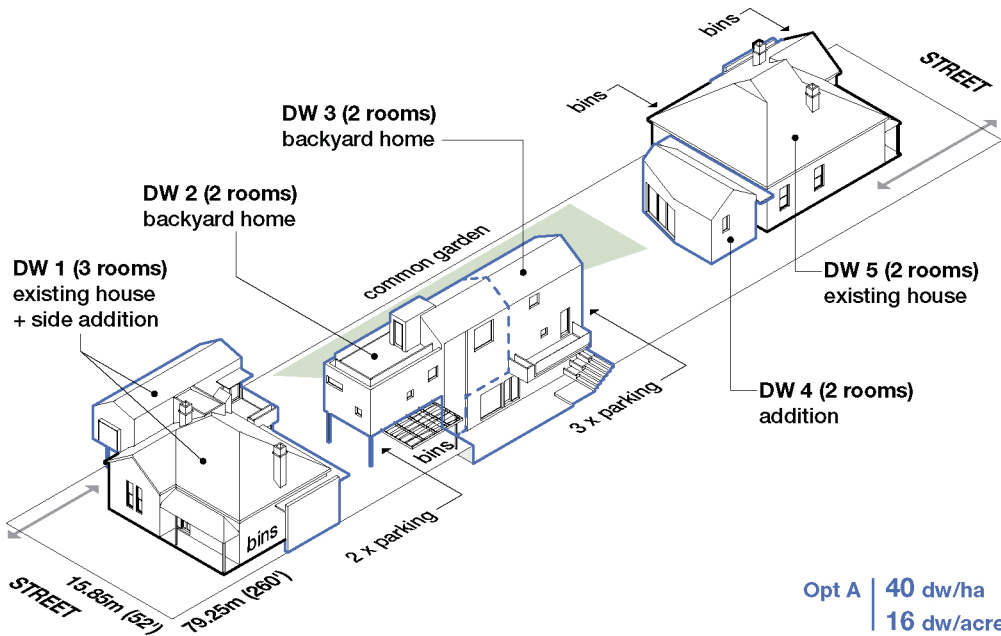 bins
STREET
bins
DW 3 (2 rooms)
backyard home
DW 2 (2 rooms)
backyard home
common garden
DW 1 (3 rooms)
existing house
+ side addition
DW 5 (2 rooms)
existing house
DW 4 (2 rooms)
addition
3 x parking
bins
2 x parking
bins
STREET
15.85m (52')
79.25m (260')
Opt A
40 dw/ha
16 dw/acre